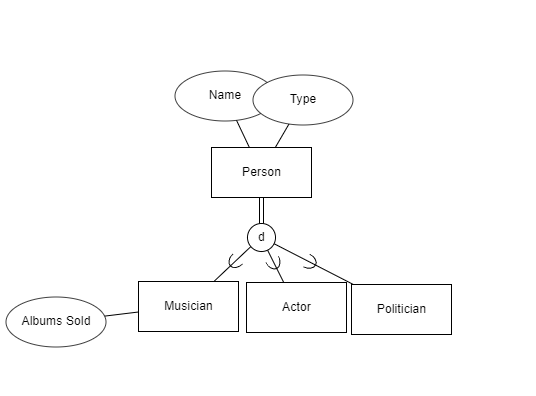 Name
Type
Person
d
Musician
Actor
Politician
Albums Sold